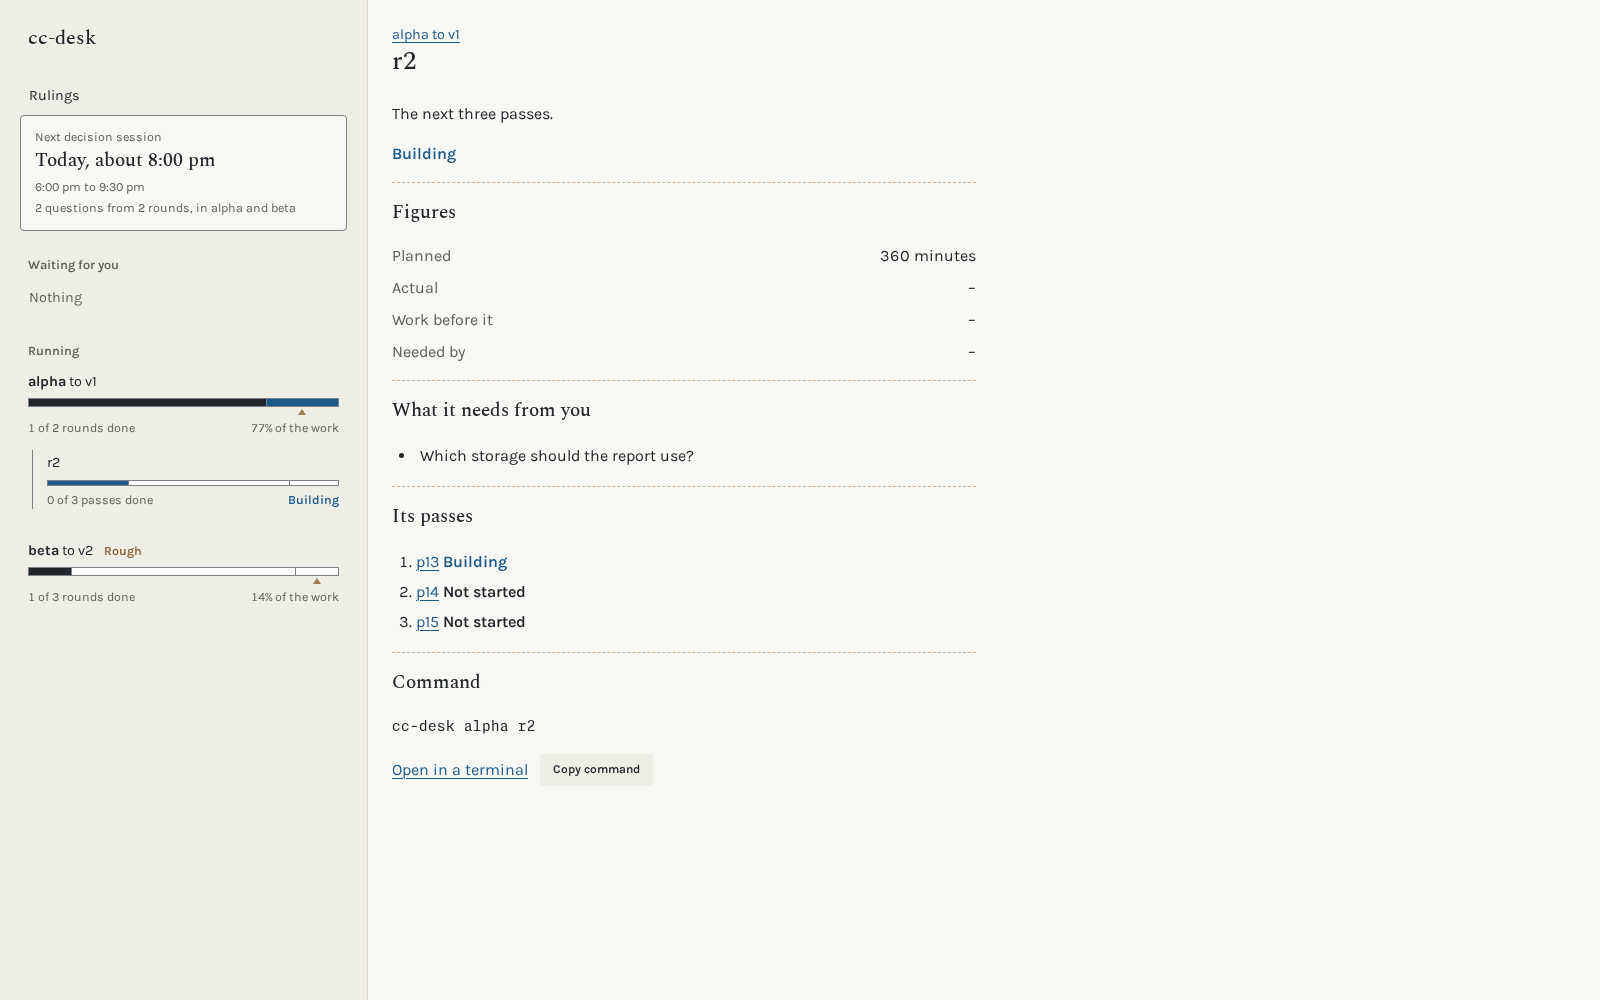 cc-desk
Rulings
Next decision session
Today, about 8:00 pm
6:00 pm to 9:30 pm
2 questions from 2 rounds, in alpha and beta
Waiting for you
Nothing
Running
alpha to v1
1 of 2 rounds done 77% of the work
r2
0 of 3 passes done Building
beta to v2 Rough
1 of 3 rounds done 14% of the work
alpha to v1
r2
The next three passes.
Building
Figures
Planned 360 minutes
Actual –
Work before it –
Needed by –
What it needs from you
• Which storage should the report use?
Its passes
1. p13 Building
2. p14 Not started
3. p15 Not started
Command
cc-desk alpha r2
Open in a terminal Copy command